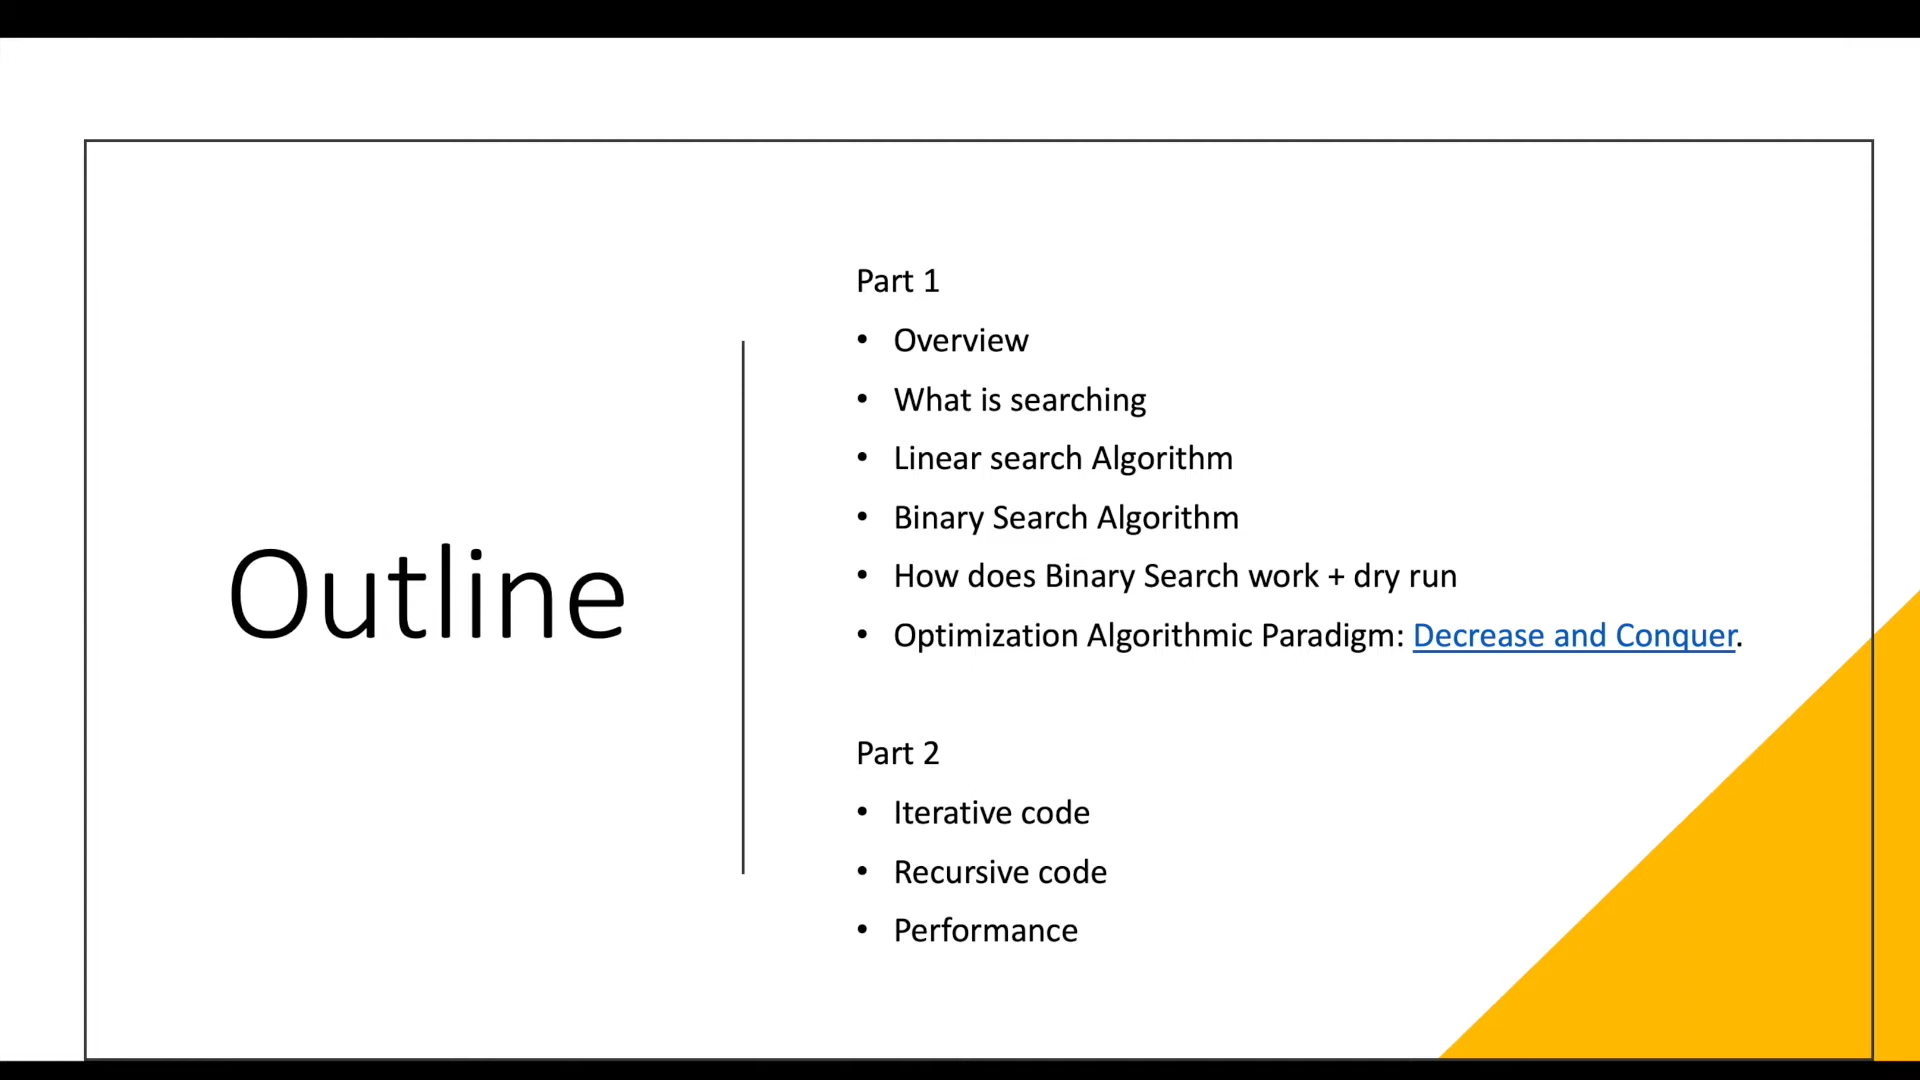 Outline
Part 1
• Overview
• What is searching
• Linear search Algorithm
• Binary Search Algorithm
• How does Binary Search work + dry run
• Optimization Algorithmic Paradigm: Decrease and Conquer.
Part 2
• Iterative code
• Recursive code
• Performance